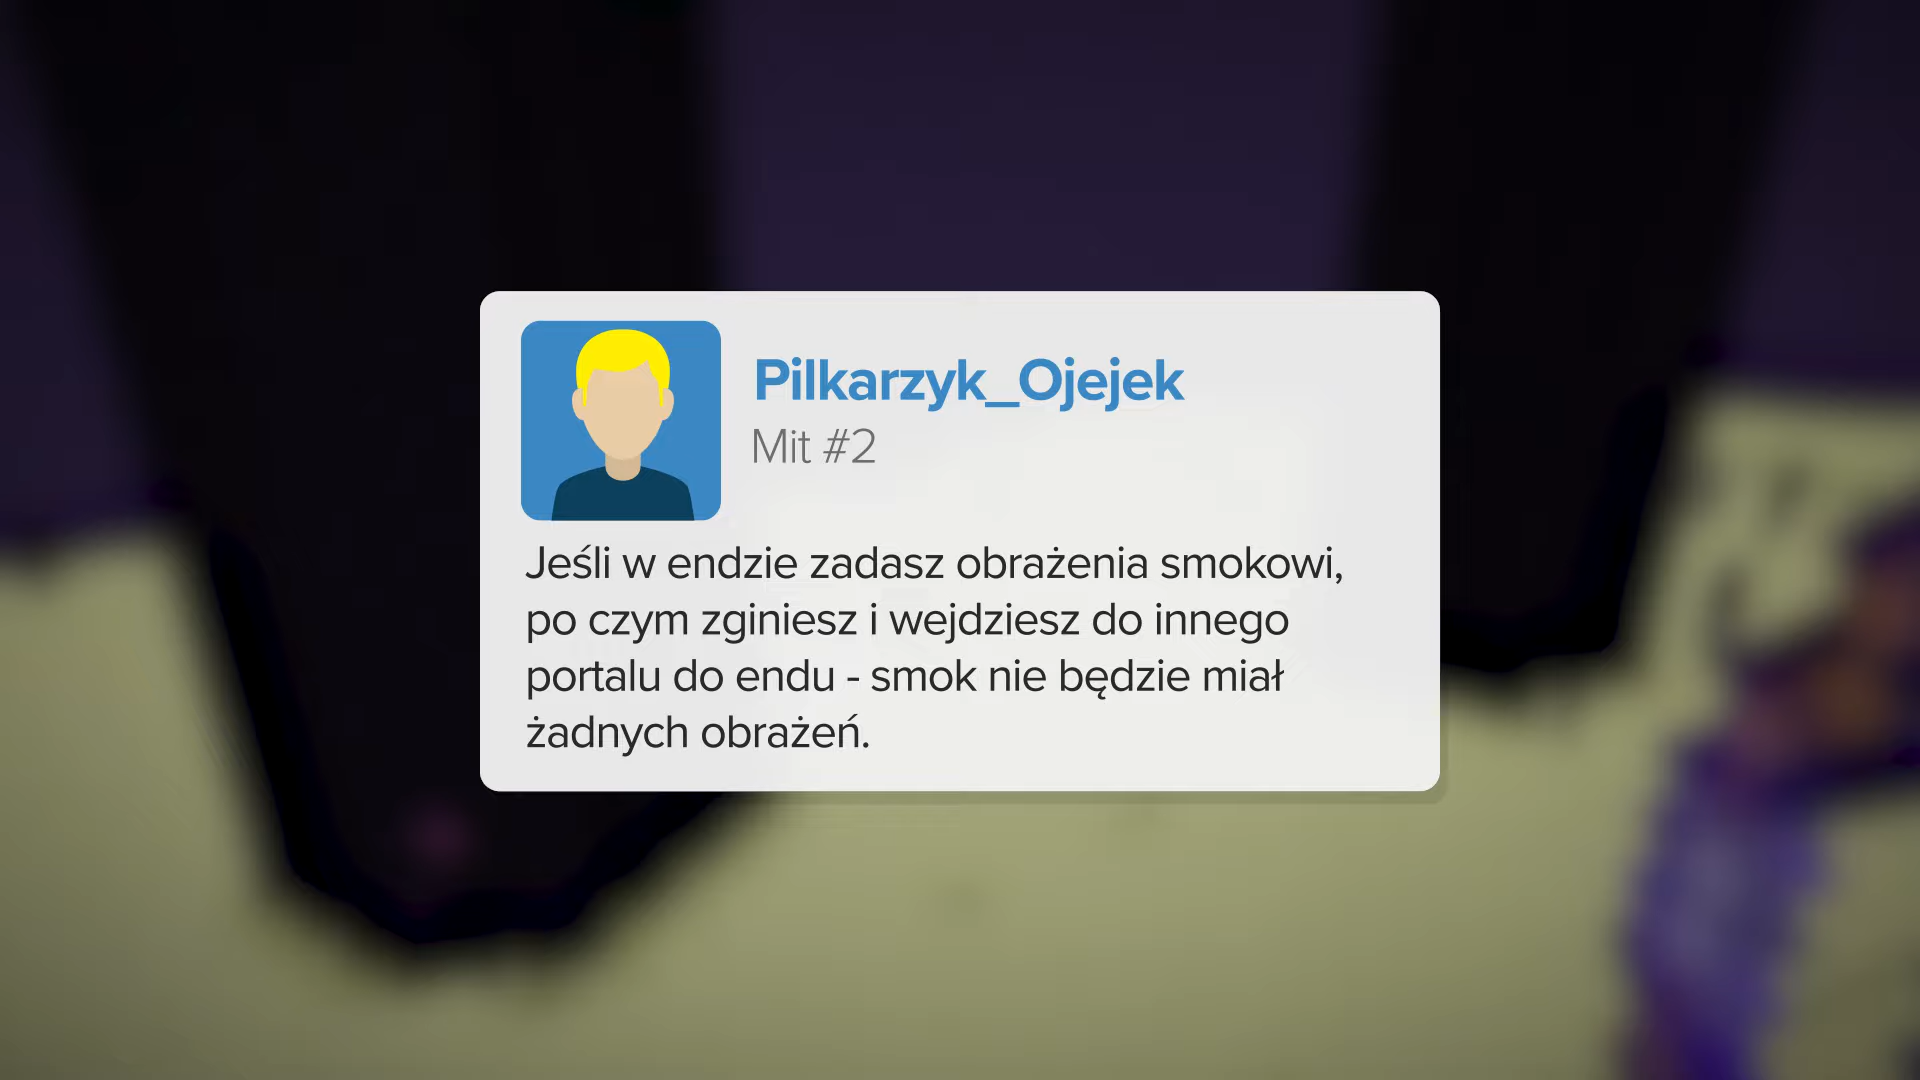 Pilkarzyk_Ojejek
Mit #2
Jeśli w endzie zadasz obrażenia smokowi,
po czym zginiesz i wejdziesz do innego
portalu do endu - smok nie będzie miał
żadnych obrażeń.